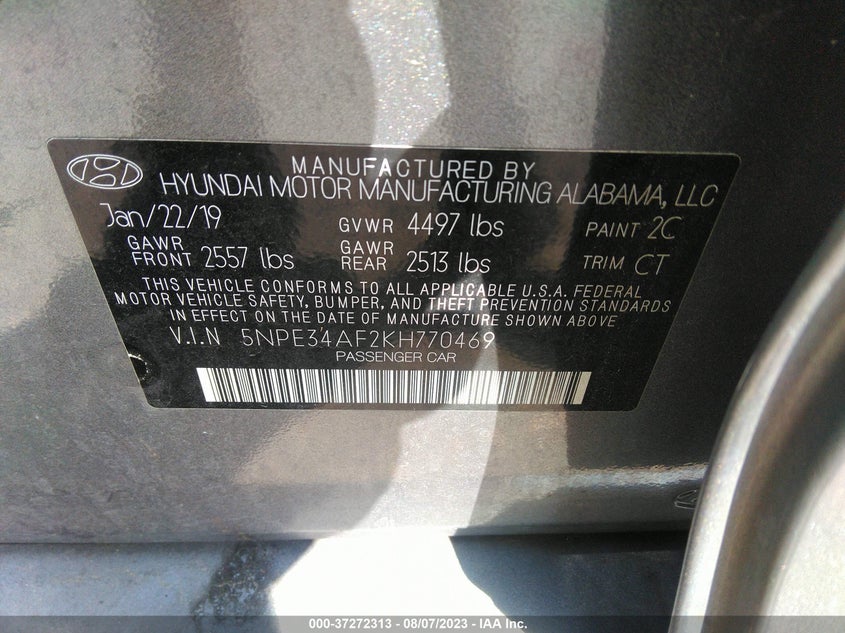 MANUFACTURED BY
HYUNDAI MOTOR MANUFACTURING ALABAMA, LLC
Jan/22/19 GVWR 4497 lbs PAINT 2C
GAWR FRONT 2557 lbs GAWR REAR 2513 lbs TRIM CT
THIS VEHICLE CONFORMS TO ALL APPLICABLE U.S.A. FEDERAL
MOTOR VEHICLE SAFETY, BUMPER, AND THEFT PREVENTION STANDARDS
IN EFFECT ON THE DATE OF MANUFACTURE SHOWN ABOVE.
V.I.N 5NPE34AF2KH770469
PASSENGER CAR
000-37272313 - 08/07/2023 - IAA Inc.